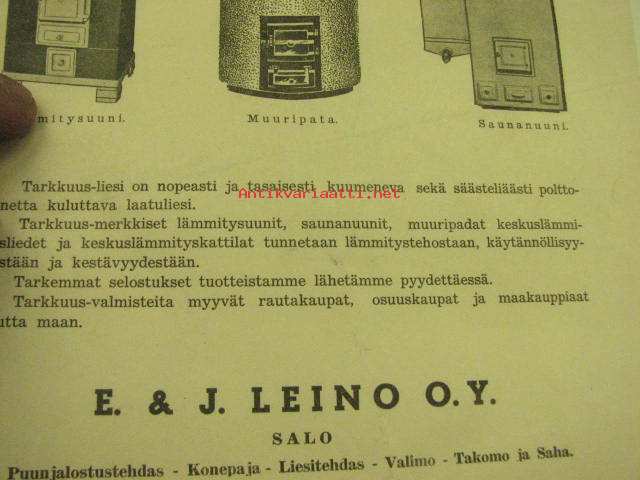 mitysuuni.
Muuripata.
Saunanuuni.
Tarkkuus-liesi on nopeasti ja tasaisesti kuumeneva sekä säästeliäästi poltto-
netta kuluttava laatuliesi.
Antikvariaatti.net
Tarkkuus-merkkiset lämmitysuunit, saunanuunit, muuripadat keskuslämmi-
sliedet ja keskuslämmityskattilat tunnetaan lämmitystehostaan, käytännöllisyy-
stään ja kestävyydestään.
Tarkemmat selostukset tuotteistamme lähetämme pyydettäessä.
Tarkkuus-valmisteita myyvät rautakaupat, osuuskaupat ja maakauppiaat
utta maan.
E. & J. LEINO O.Y.
SALO
Puunjalostustehdas - Konepaja - Liesitehdas - Valimo - Takomo ja Saha.